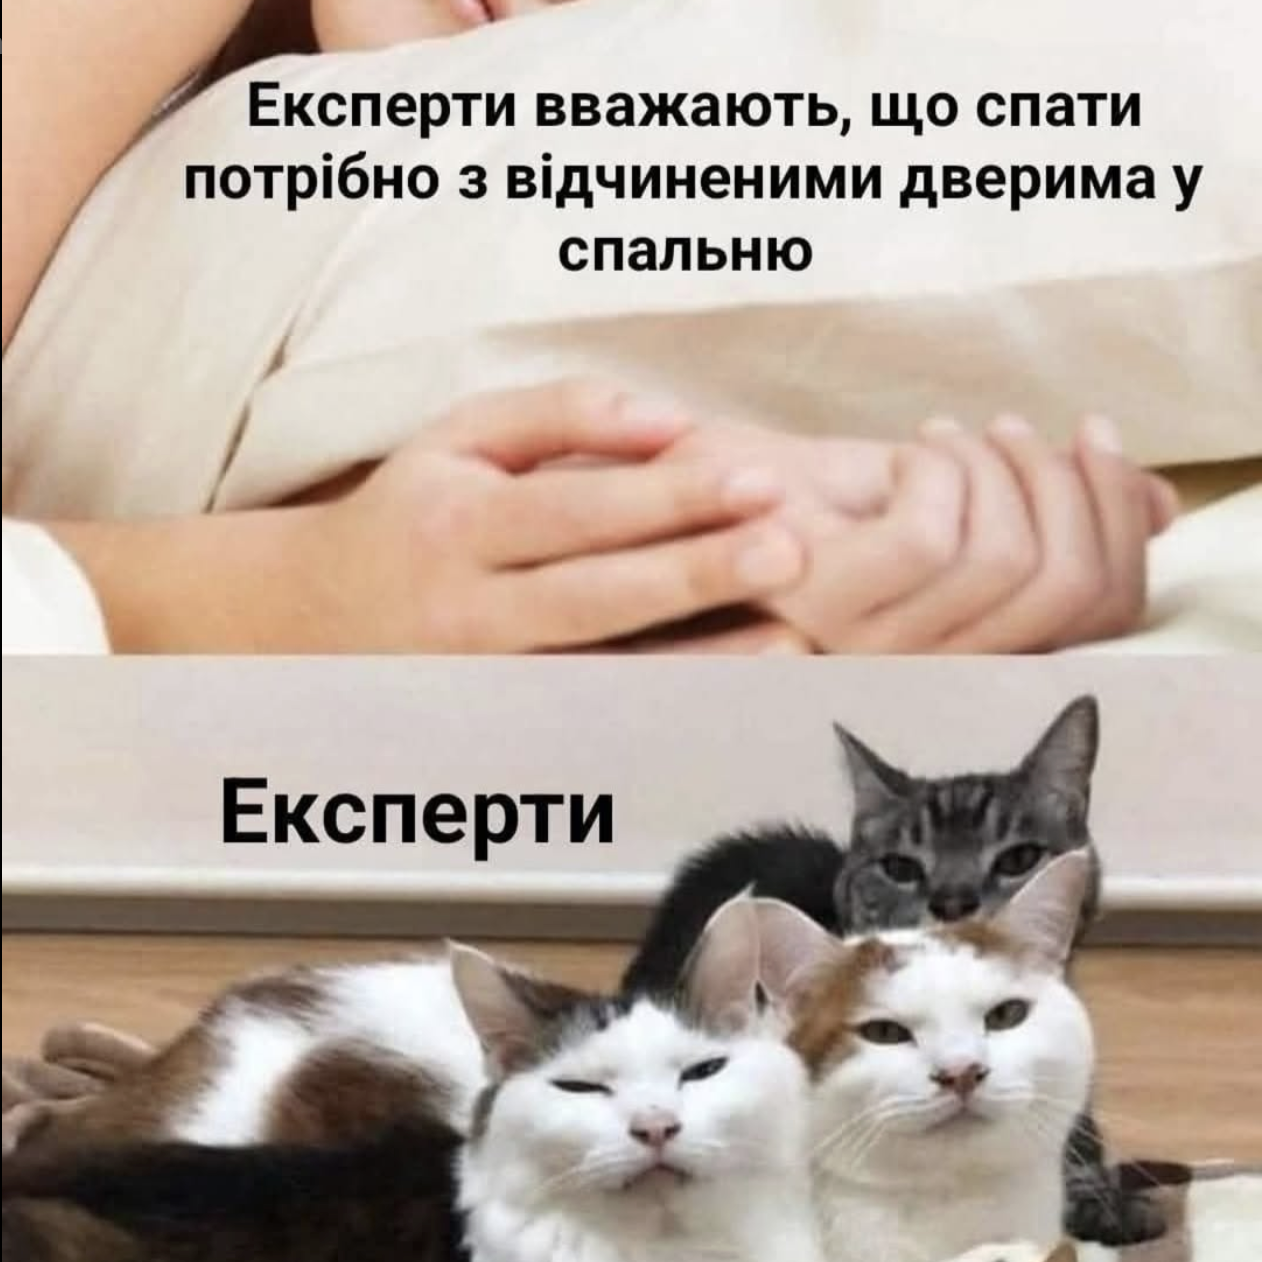 Експерти вважають, що спати
потрібно з відчиненими дверима у
спальню
Експерти